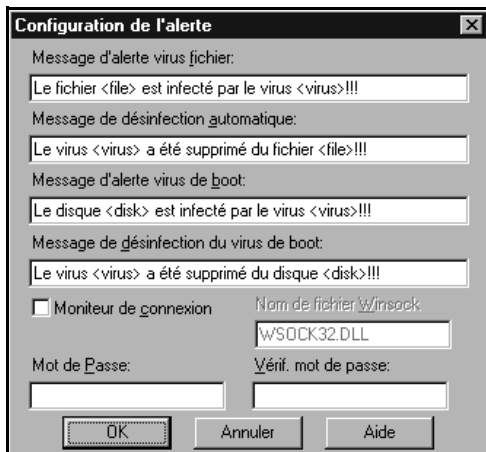 Configuration de l'alerte
Message d'alerte virus fichier:
Le fichier <file> est infecté par le virus <virus>!!!
Message de désinfection automatique:
Le virus <virus> a été supprimé du fichier <file>!!!
Message d'alerte virus de boot:
Le disque <disk> est infecté par le virus <virus>!!!
Message de désinfection du virus de boot:
Le virus <virus> a été supprimé du disque <disk>!!!
Moniteur de connexion
Nom de fichier Winsock
WSOCK32.DLL
Mot de Passe:
Vérif. mot de passe:
OK
Annuler
Aide